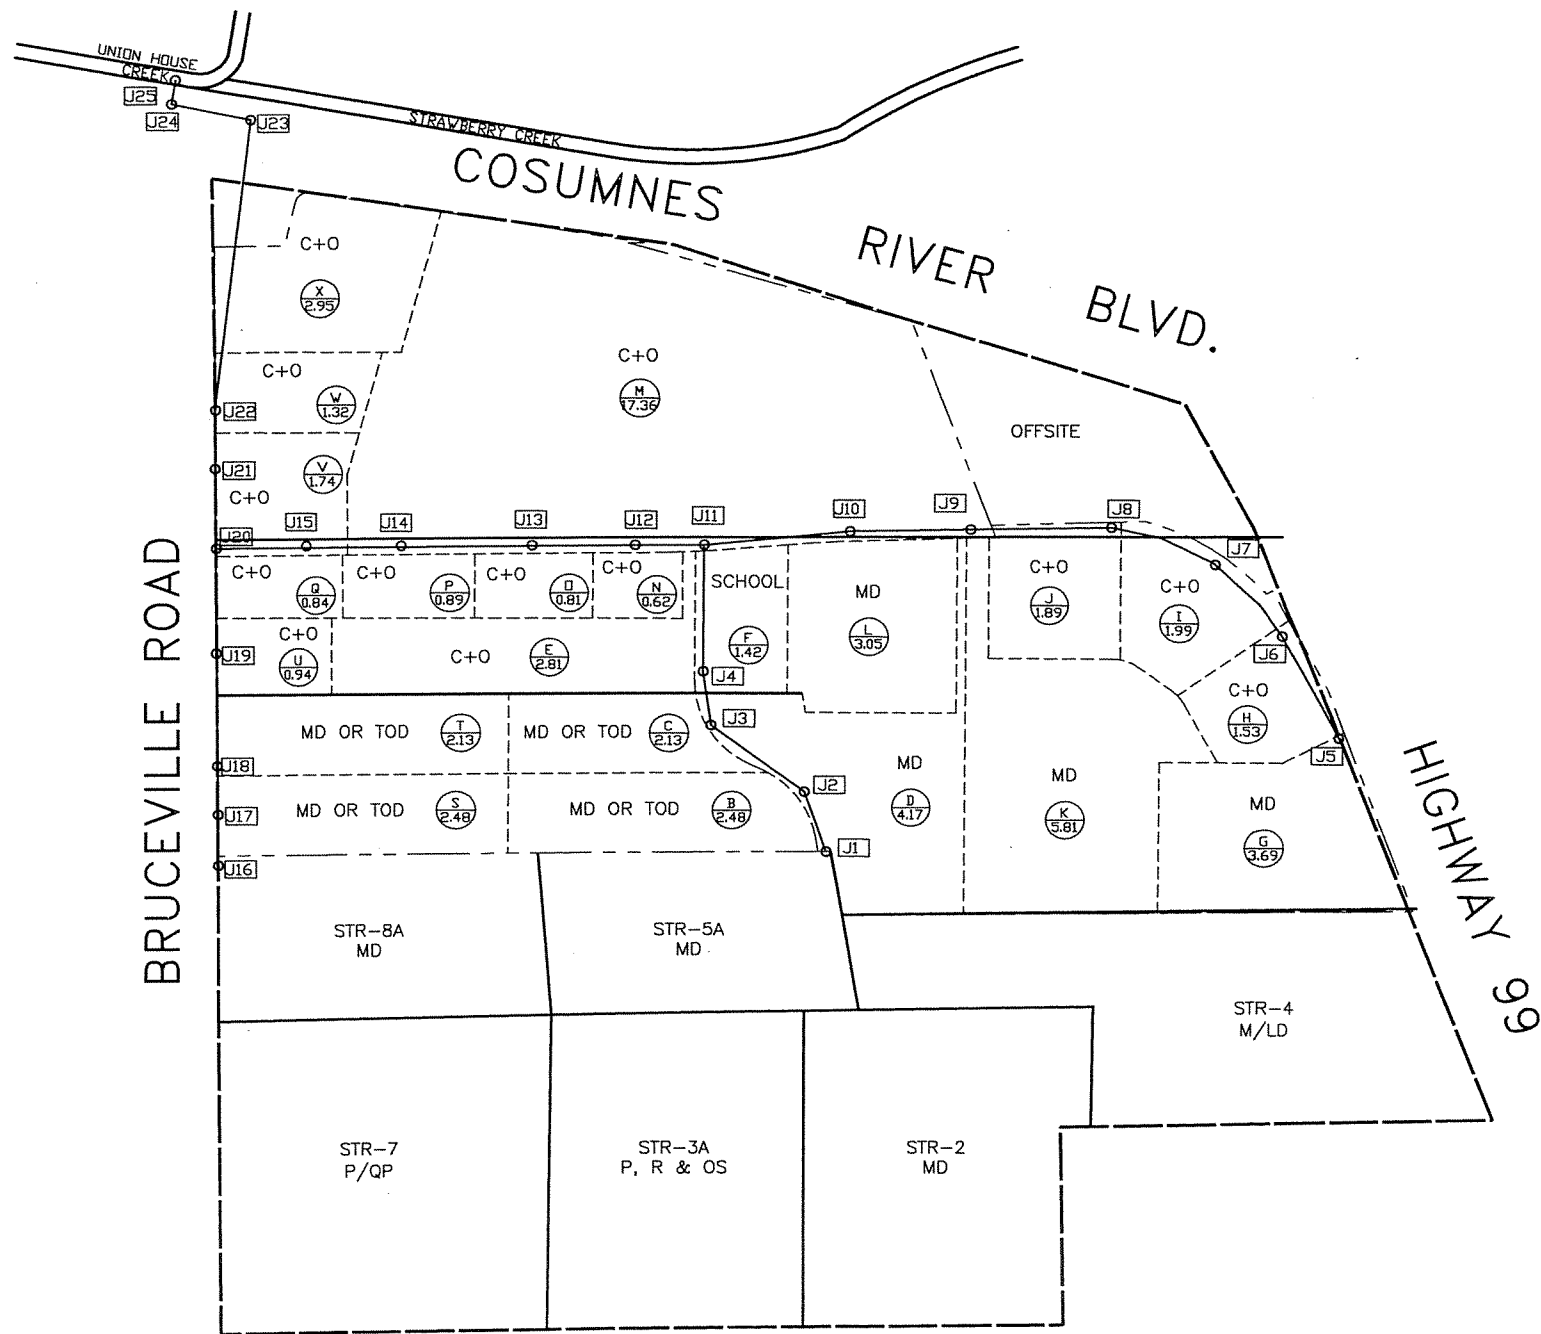 UNION HOUSE
CREEK
J25
J24
J23
STRAWBERRY CREEK
COSUMNES
RIVER
BLVD.
C+O
X
2.95
C+O
C+O
M
17.36
W
1.32
J22
OFFSITE
J21
V
1.74
C+O
J9
J8
J10
J15
J14
J13
J12
J11
J20
J7
C+O
C+O
C+O
C+O
SCHOOL
C+O
MD
C+O
Q
0.84
P
0.89
O
0.81
N
0.62
J
1.89
I
1.99
C+O
F
1.42
L
3.05
J19
U
0.94
C+O
E
2.81
J6
J4
C+O
BRUCEVILLE ROAD
MD OR TOD
T
2.13
MD OR TOD
C
2.13
J3
H
1.53
J5
J18
MD
MD
J2
MD
HIGHWAY 99
MD OR TOD
S
2.48
MD OR TOD
B
2.48
D
4.17
K
5.81
J17
G
3.69
J1
J16
STR-8A
MD
STR-5A
MD
STR-4
M/LD
STR-7
P/QP
STR-3A
P, R & OS
STR-2
MD